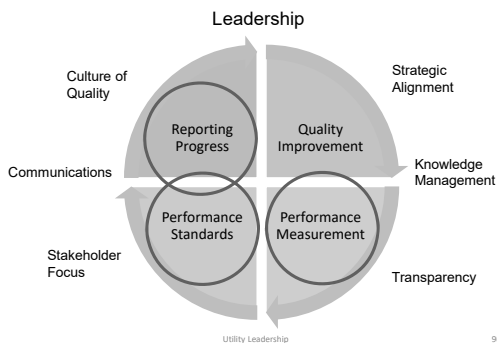 Leadership
Culture of
Quality
Strategic
Alignment
Reporting
Progress
Quality
Improvement
Communications
Knowledge
Management
Performance
Standards
Performance
Measurement
Stakeholder
Focus
Transparency
Utility Leadership
9